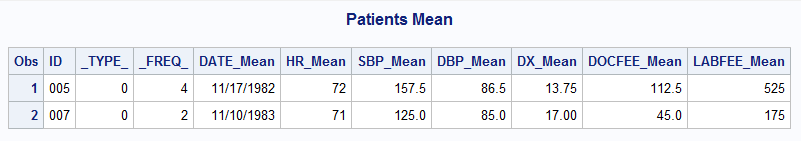 Patients Mean
Obs ID _TYPE_ _FREQ_ DATE_Mean HR_Mean SBP_Mean DBP_Mean DX_Mean DOCFEE_Mean LABFEE_Mean
1 005 0 4 11/17/1982 72 157.5 86.5 13.75 112.5 525
2 007 0 2 11/10/1983 71 125.0 85.0 17.00 45.0 175